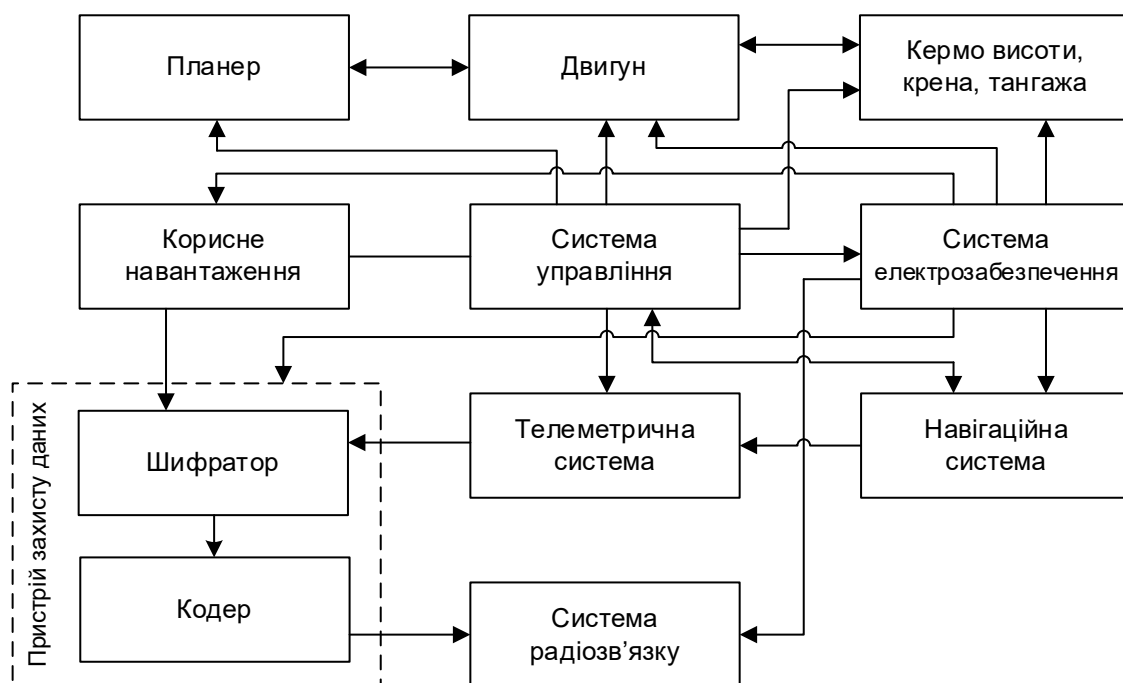 Планер
Двигун
Кермо висоти,
крена, тангажа
Корисне
навантаження
Система
управління
Система
електрозабезпечення
Пристрій захисту даних
Шифратор
Телеметрична
система
Навігаційна
система
Кодер
Система
радіозв’язку